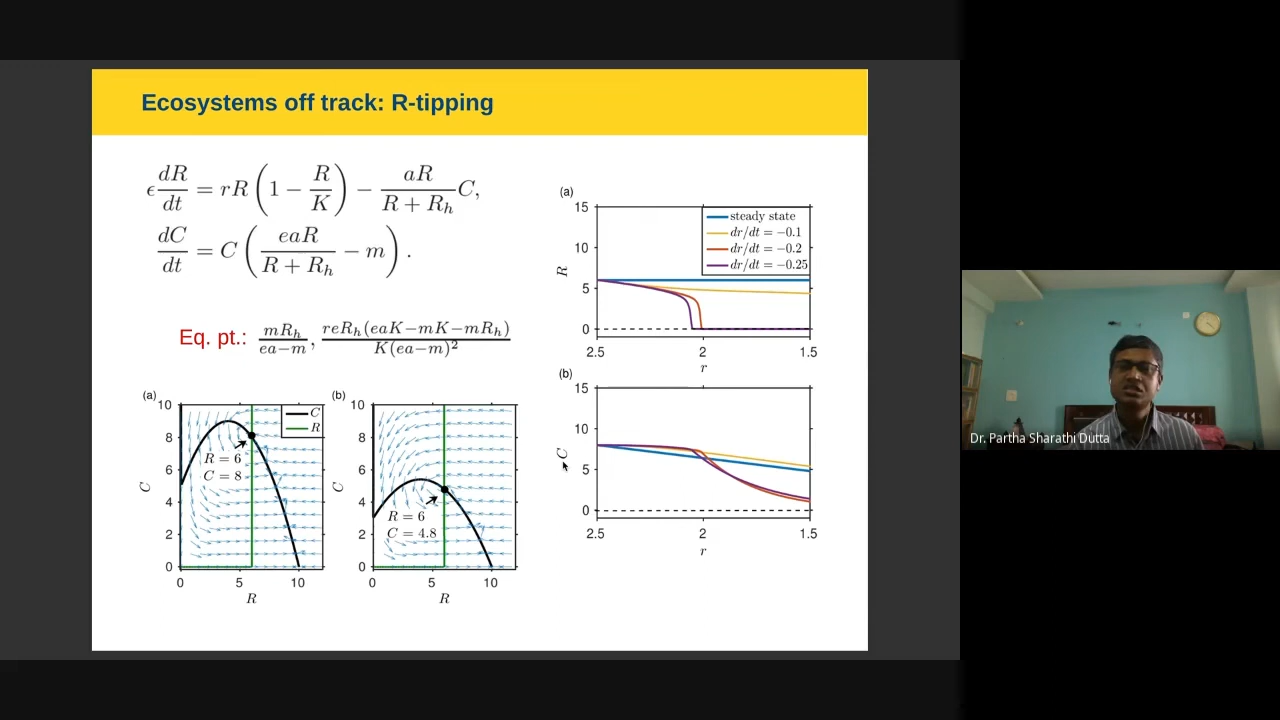 Ecosystems off track: R-tipping
ϵ dR/dt = rR (1 − R/K) − aR/(R + R_h) C,
dC/dt = C (eaR/(R + R_h) − m).
Eq. pt.: mR_h/(ea−m), reR_h(eaK−mK−mR_h)/(K(ea−m)^2)
(a)
10
8
6
4
2
0
C
C
R
R = 6
C = 8
0 5 10
R
(b)
10
8
6
4
2
0
C
R = 6
C = 4.8
0 5 10
R
(a)
15
10
5
0
R
steady state
dr/dt = −0.1
dr/dt = −0.2
dr/dt = −0.25
2.5 2 1.5
r
(b)
15
10
5
0
C
2.5 2 1.5
r
Dr. Partha Sharathi Dutta